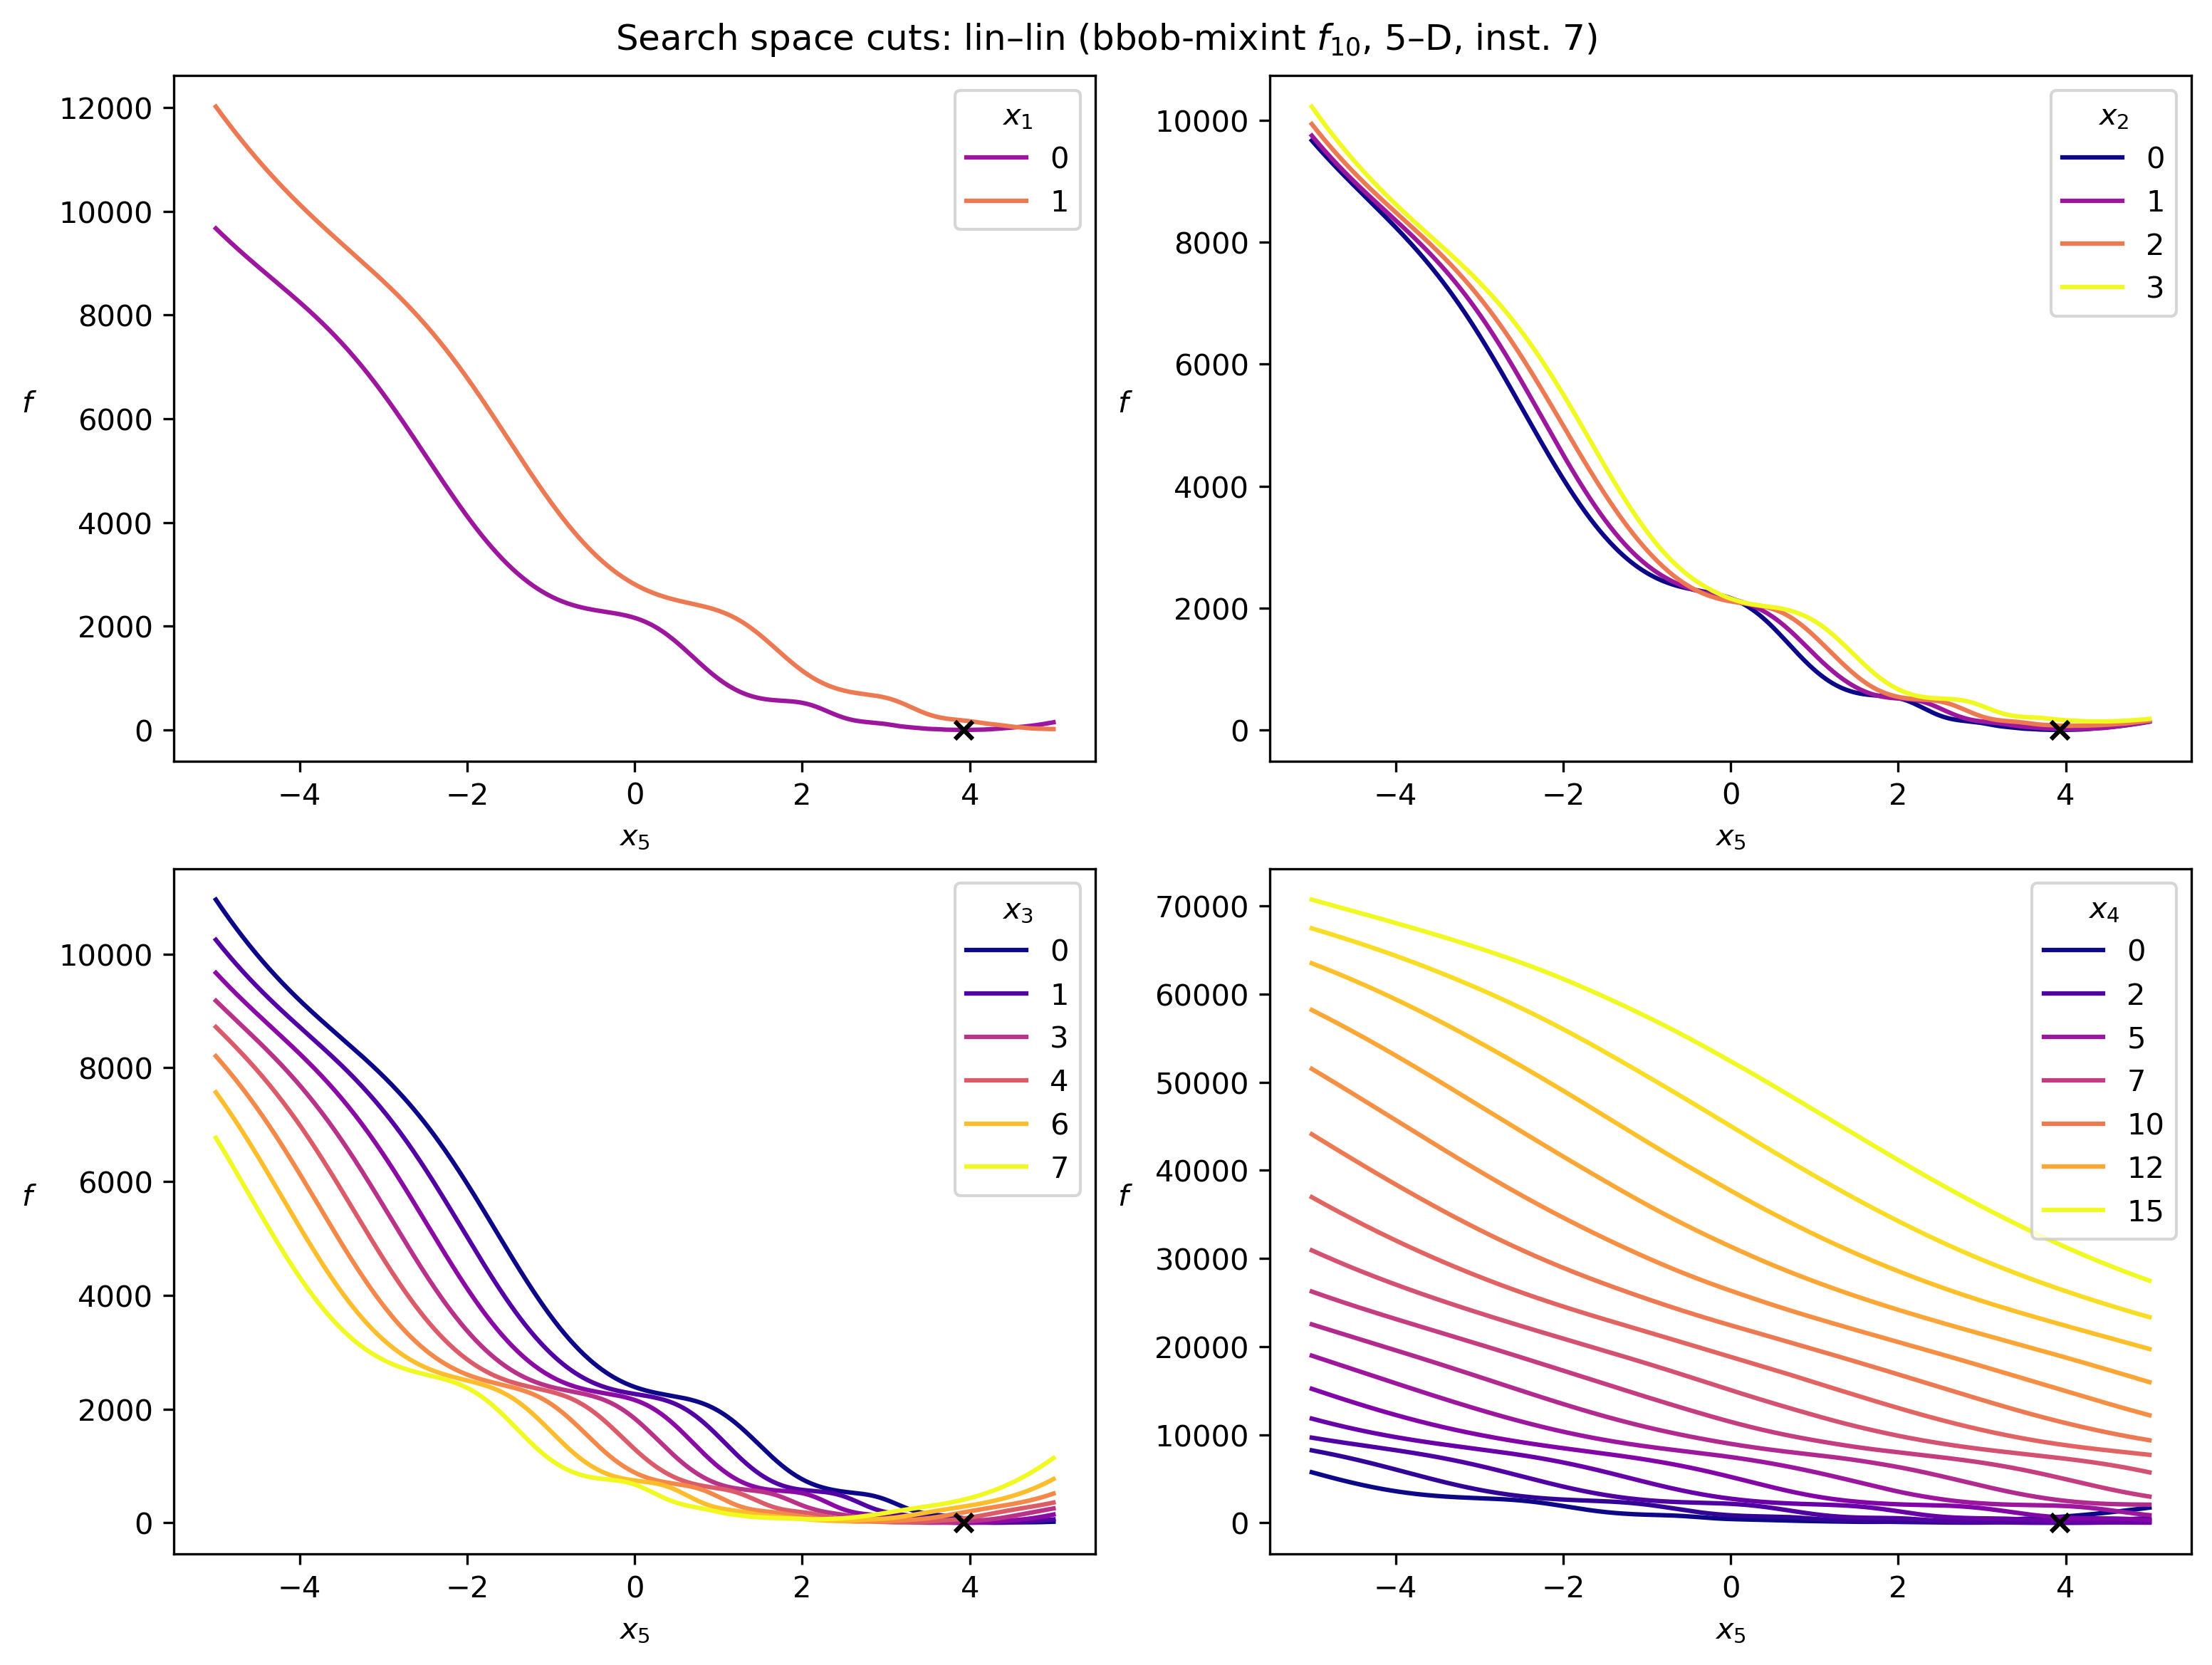 Search space cuts: lin–lin (bbob-mixint f10, 5–D, inst. 7)
12000
10000
8000
6000
4000
2000
0
f
−4 −2 0 2 4
x5
x1
0
1
10000
8000
6000
4000
2000
0
f
−4 −2 0 2 4
x5
x2
0
1
2
3
10000
8000
6000
4000
2000
0
f
−4 −2 0 2 4
x5
x3
0
1
3
4
6
7
70000
60000
50000
40000
30000
20000
10000
0
f
−4 −2 0 2 4
x5
x4
0
2
5
7
10
12
15